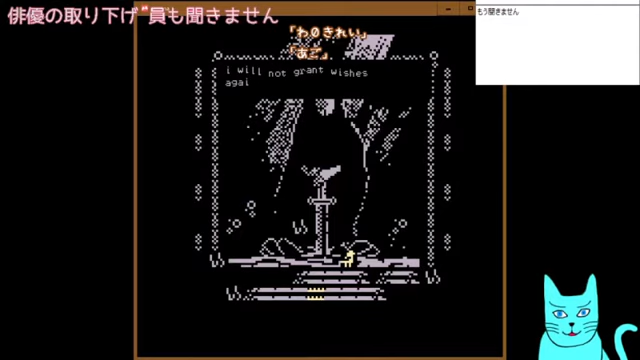 俳優の取り下げ 員も聞きません
「わ0きれい」
「あご」
i will not grant wishes
agai
もう聞きません